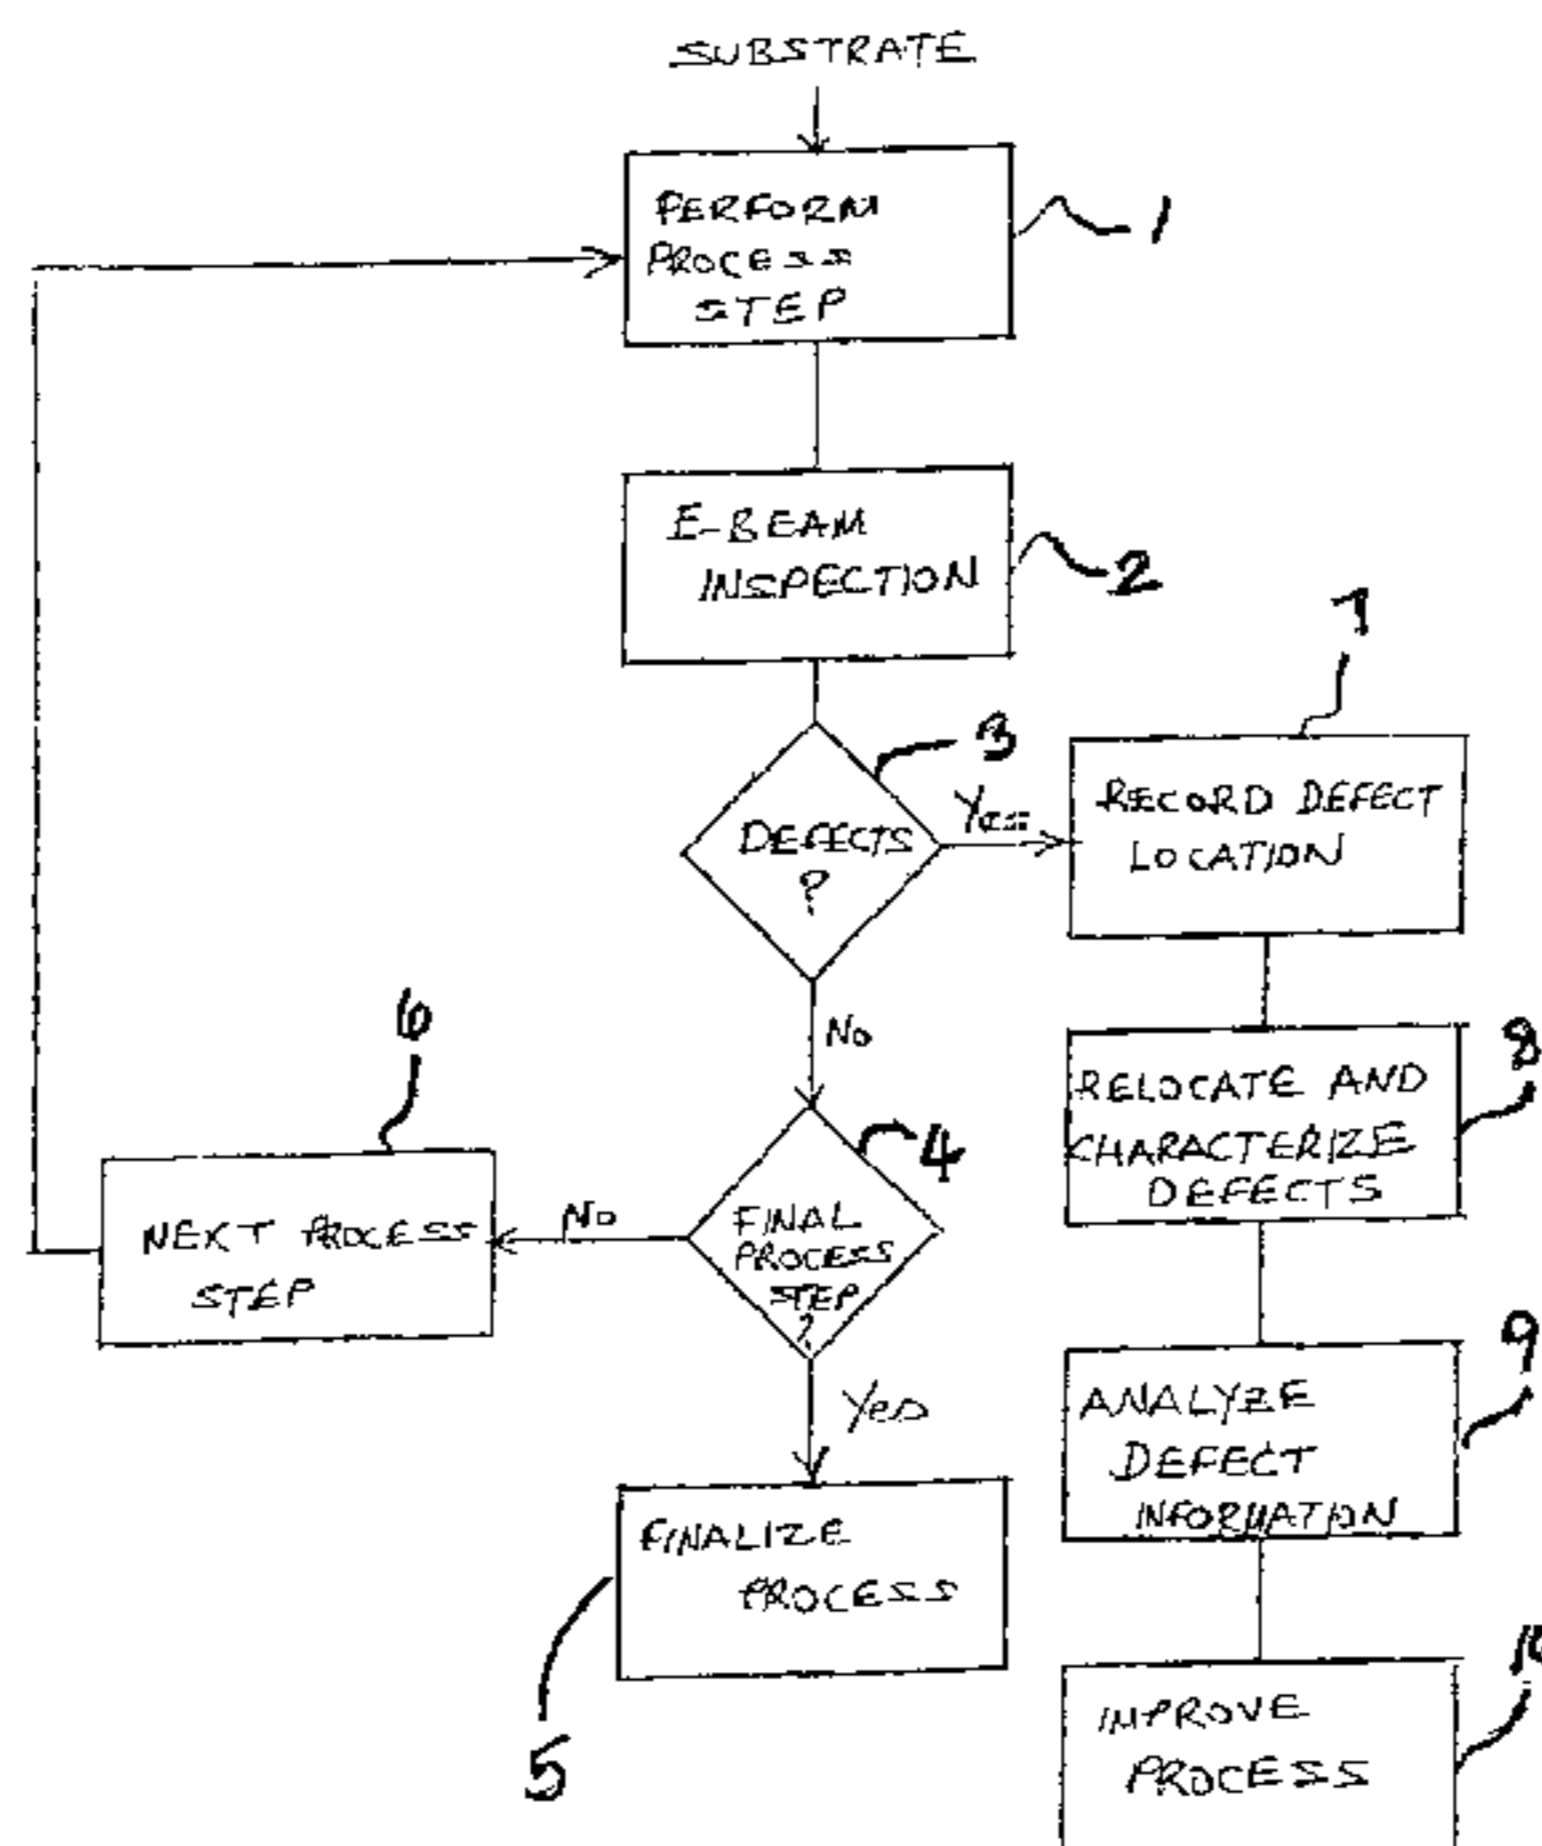 SUBSTRATE
PERFORM
PROCESS
STEP
1
E-BEAM
INSPECTION
2
3
DEFECTS
?
Yes
7
RECORD DEFECT
LOCATION
No
8
RELOCATE AND
CHARACTERIZE
DEFECTS
4
FINAL
PROCESS
STEP
?
No
6
NEXT PROCESS
STEP
Yes
9
ANALYZE
DEFECT
INFORMATION
FINALIZE
PROCESS
5
10
IMPROVE
PROCESS